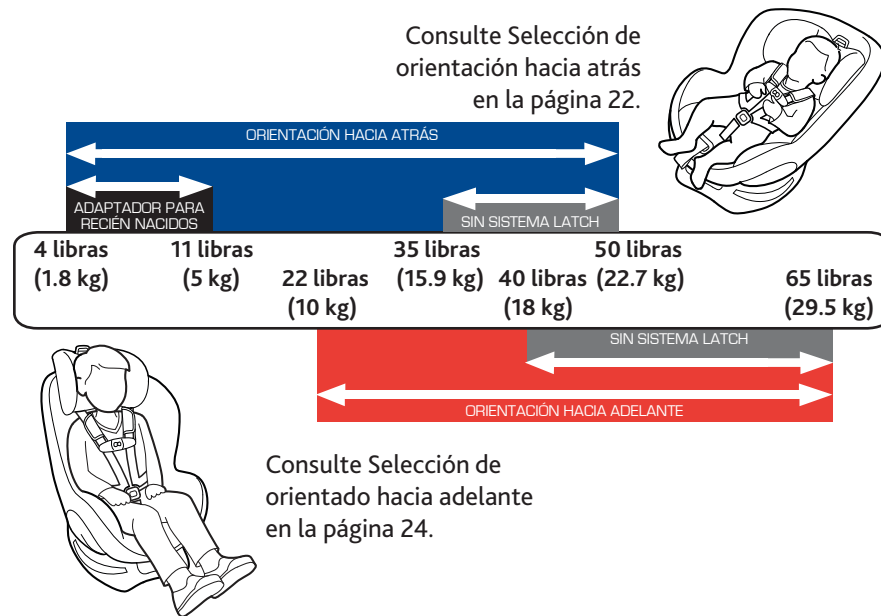 Consulte Selección de
orientación hacia atrás
en la página 22.
ORIENTACIÓN HACIA ATRÁS
ADAPTADOR PARA
RECIÉN NACIDOS
SIN SISTEMA LATCH
4 libras
(1.8 kg)
11 libras
(5 kg)
22 libras
(10 kg)
35 libras
(15.9 kg)
40 libras
(18 kg)
50 libras
(22.7 kg)
65 libras
(29.5 kg)
SIN SISTEMA LATCH
ORIENTACIÓN HACIA ADELANTE
Consulte Selección de
orientado hacia adelante
en la página 24.